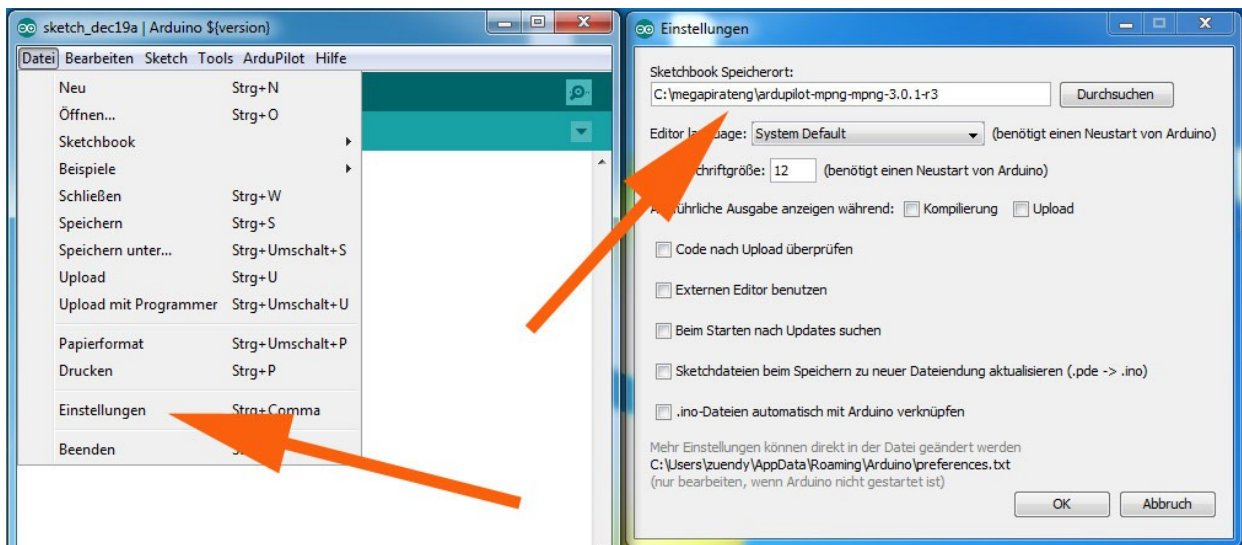 sketch_dec19a | Arduino ${version}
Datei Bearbeiten Sketch Tools ArduPilot Hilfe
Neu Strg+N
Öffnen... Strg+O
Sketchbook
Beispiele
Schließen Strg+W
Speichern Strg+S
Speichern unter... Strg+Umschalt+S
Upload Strg+U
Upload mit Programmer Strg+Umschalt+U
Papierformat Strg+Umschalt+P
Drucken Strg+P
Einstellungen Strg+Comma
Beenden
Einstellungen
Sketchbook Speicherort:
C:\megapirateng\ardupilot-mpng-mpng-3.0.1-r3 Durchsuchen
Editor System Default (benötigt einen Neustart von Arduino)
12 (benötigt einen Neustart von Arduino)
Ausgabe anzeigen während: Kompilierung Upload
Code nach Upload überprüfen
Externen Editor benutzen
Beim Starten nach Updates suchen
Sketchdateien beim Speichern zu neuer Dateiendung aktualisieren (.pde -> .ino)
.ino-Dateien automatisch mit Arduino verknüpfen
Mehr Einstellungen können direkt in der Datei geändert werden
C:\Users\zuendy\AppData\Roaming\Arduino\preferences.txt
(nur bearbeiten, wenn Arduino nicht gestartet ist)
OK Abbruch